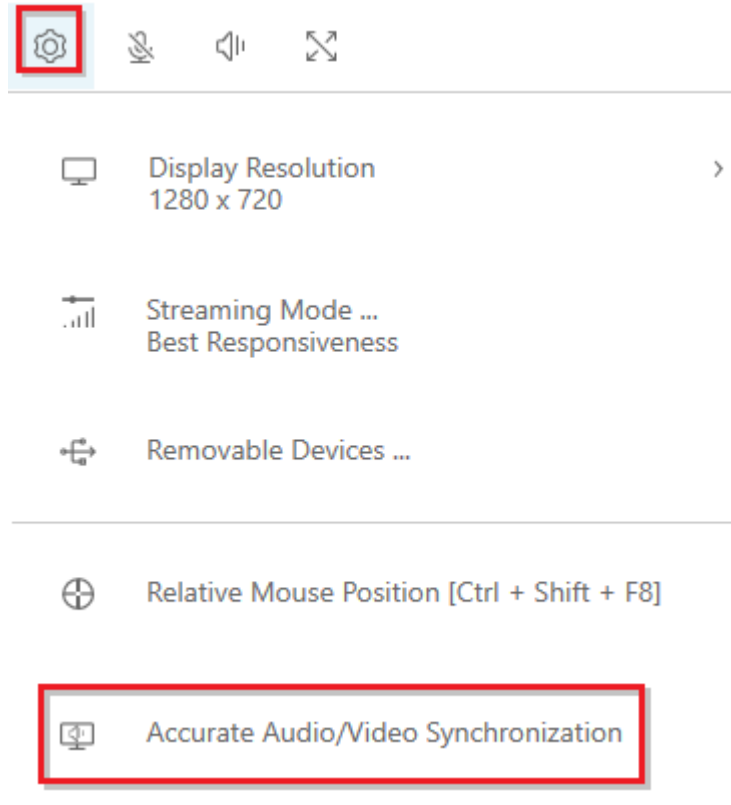 Display Resolution
1280 x 720
Streaming Mode ...
Best Responsiveness
Removable Devices ...
Relative Mouse Position [Ctrl + Shift + F8]
Accurate Audio/Video Synchronization